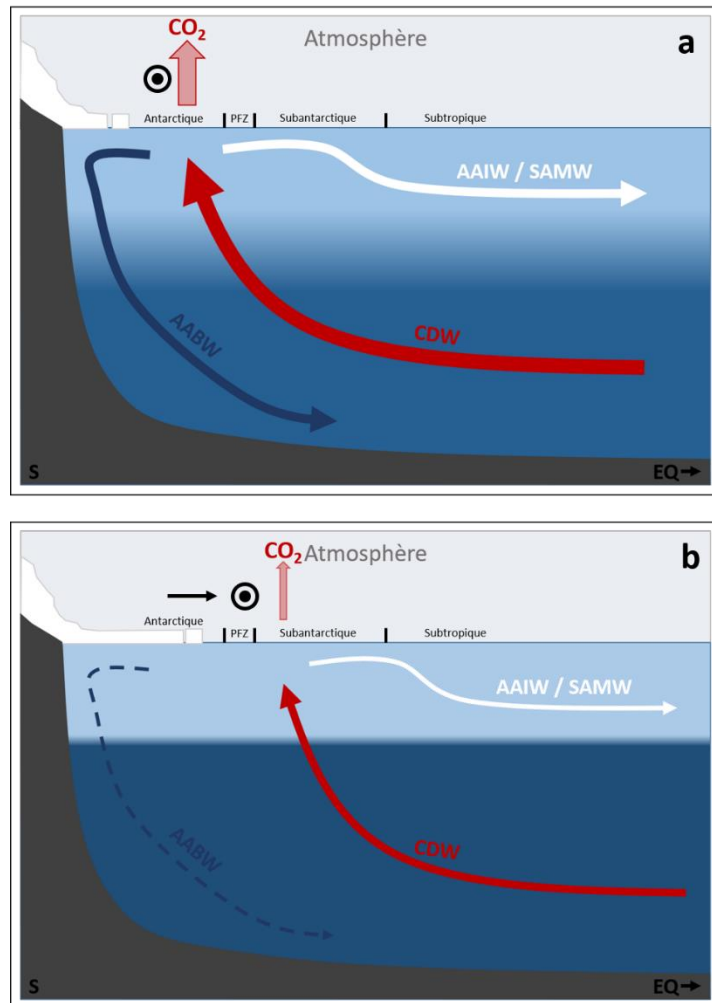 CO2
Atmosphère
a
Antarctique
PFZ
Subantarctique
Subtropique
AAIW / SAMW
AABW
CDW
S
EQ
CO2
Atmosphère
b
Antarctique
PFZ
Subantarctique
Subtropique
AAIW / SAMW
AABW
CDW
S
EQ